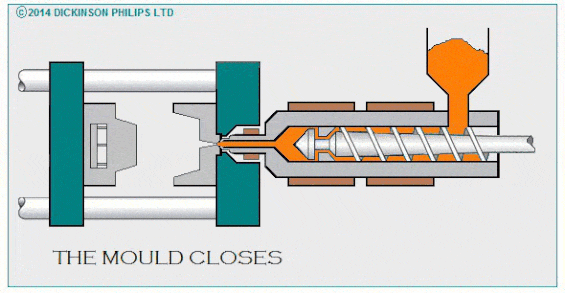 ©2014 DICKINSON PHILIPS LTD
THE MOULD CLOSES